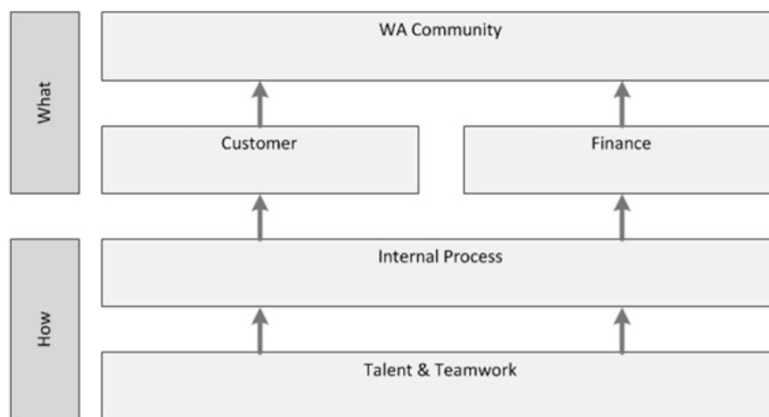 What
WA Community
Customer
Finance
How
Internal Process
Talent & Teamwork